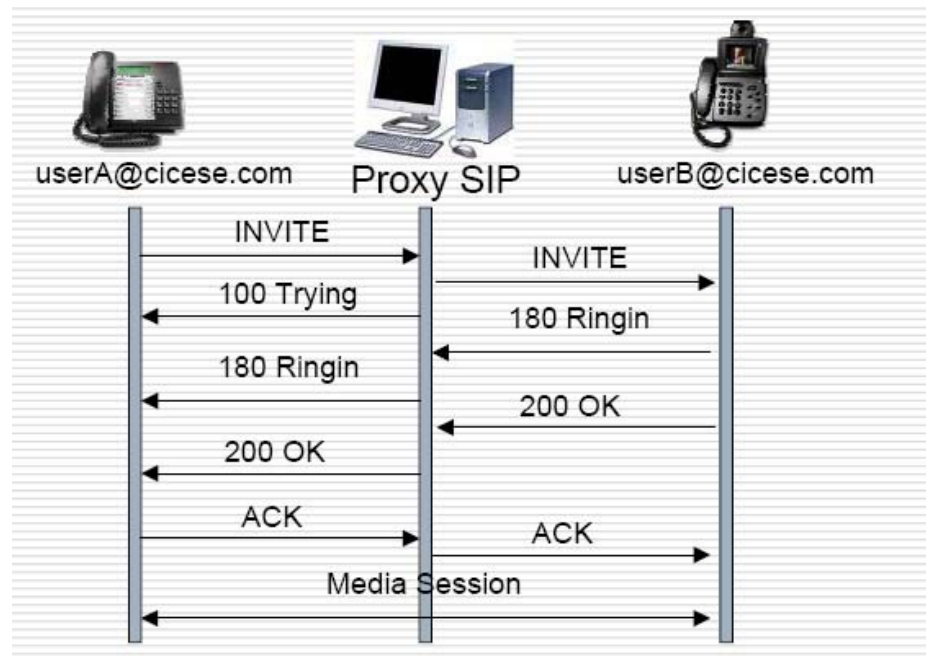 userA@cicese.com
Proxy SIP
userB@cicese.com
INVITE
INVITE
100 Trying
180 Ringin
180 Ringin
200 OK
200 OK
ACK
ACK
Media Session